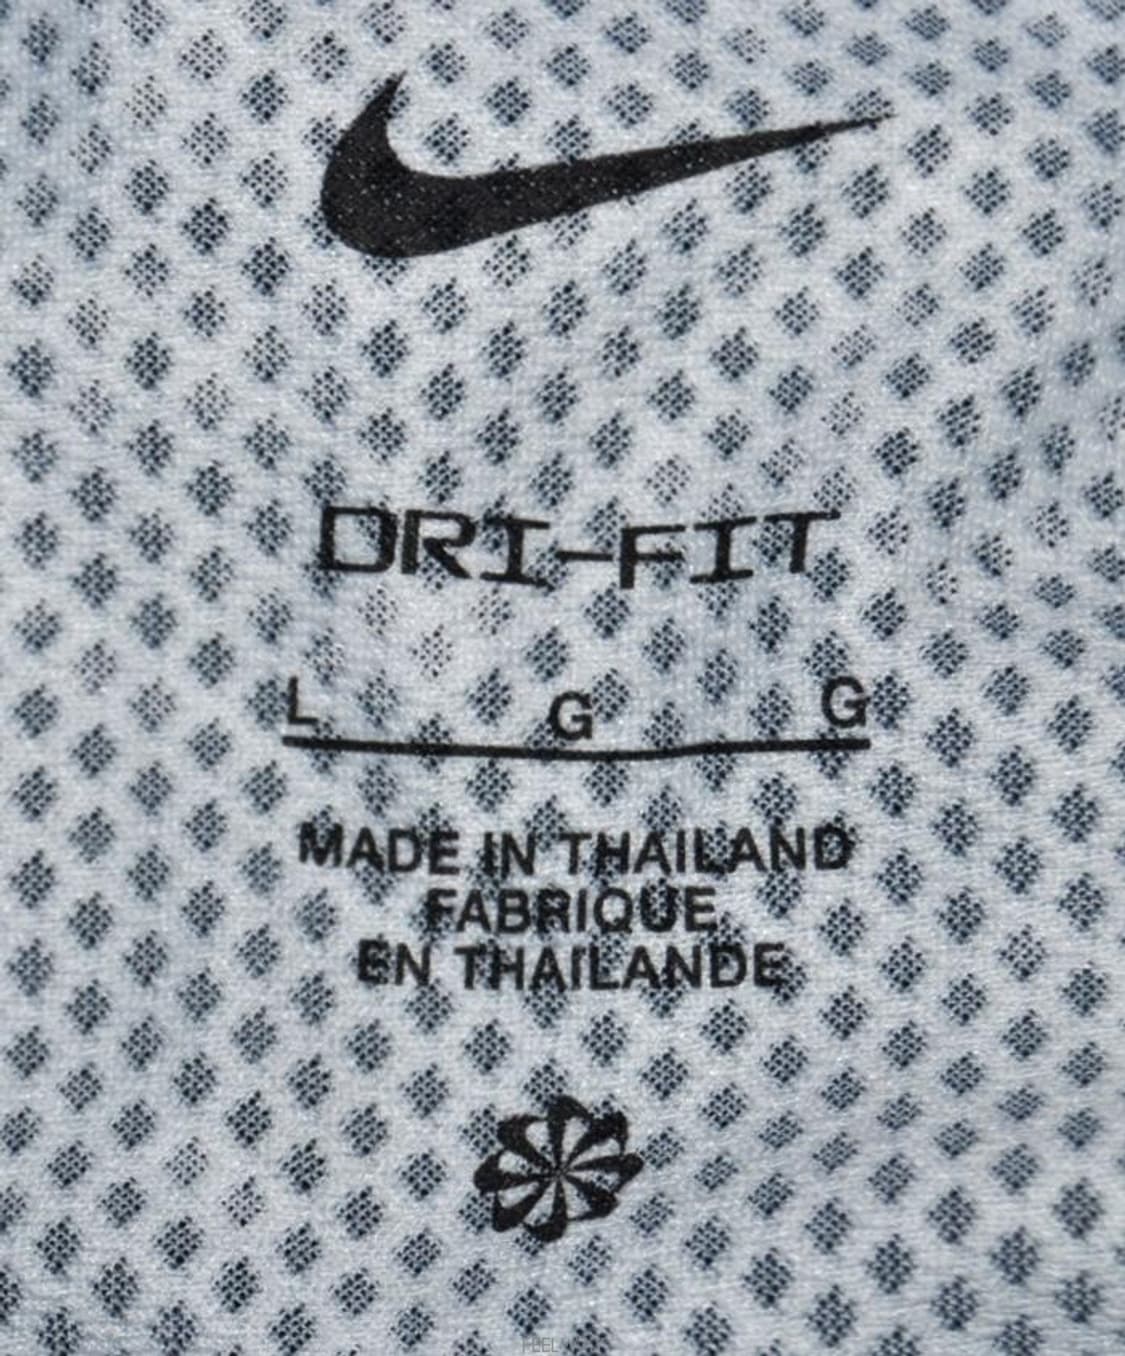 DRI-FIT
L G G
MADE IN THAILAND
FABRIQUE
EN THAILANDE